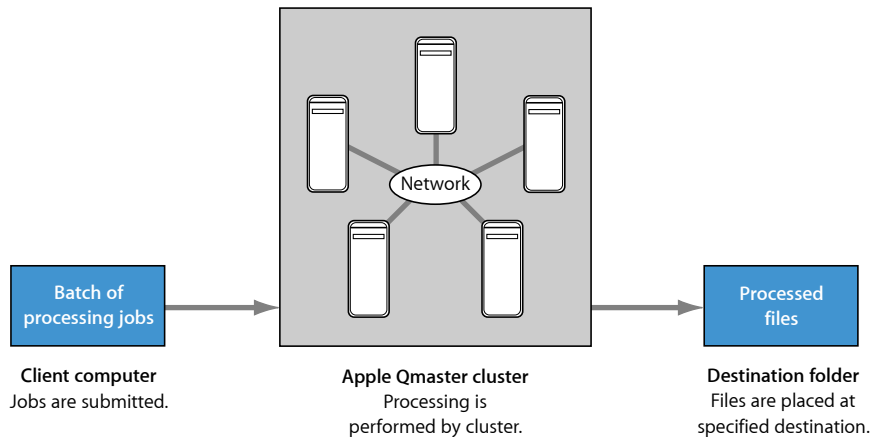 Network
Batch of
processing jobs
Processed
files
Client computer
Jobs are submitted.
Apple Qmaster cluster
Processing is
performed by cluster.
Destination folder
Files are placed at
specified destination.